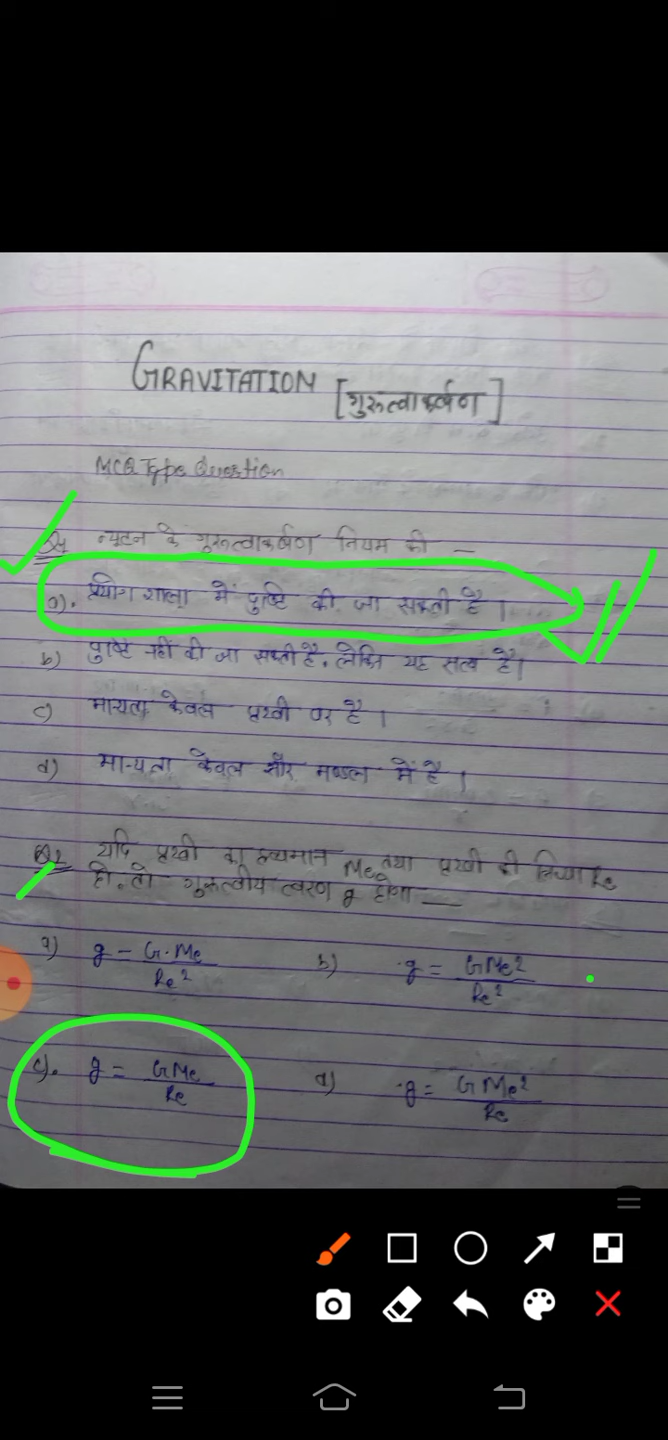 GRAVITATION [गुरुत्वाकर्षण]
MCQ Type Question
Q1 न्यूटन के गुरुत्वाकर्षण नियम की —
a). प्रयोग शाला में पुष्टि की जा सकती है ।
b) पुष्टि नहीं की जा सकती है. लेकिन यह सत्य है।
c) मान्यता केवल पृथ्वी पर है ।
d) मान्यता केवल सौर मण्डल में है ।
Q2 यदि पृथ्वी का द्रव्यमान Me तथा पृथ्वी की त्रिज्या Re
हो. तो गुरुत्वीय त्वरण g होगा —
a) g = G.Me / Re² b) g = GMe² / Re²
c). g = GMe / Re d) g = GMe² / Re